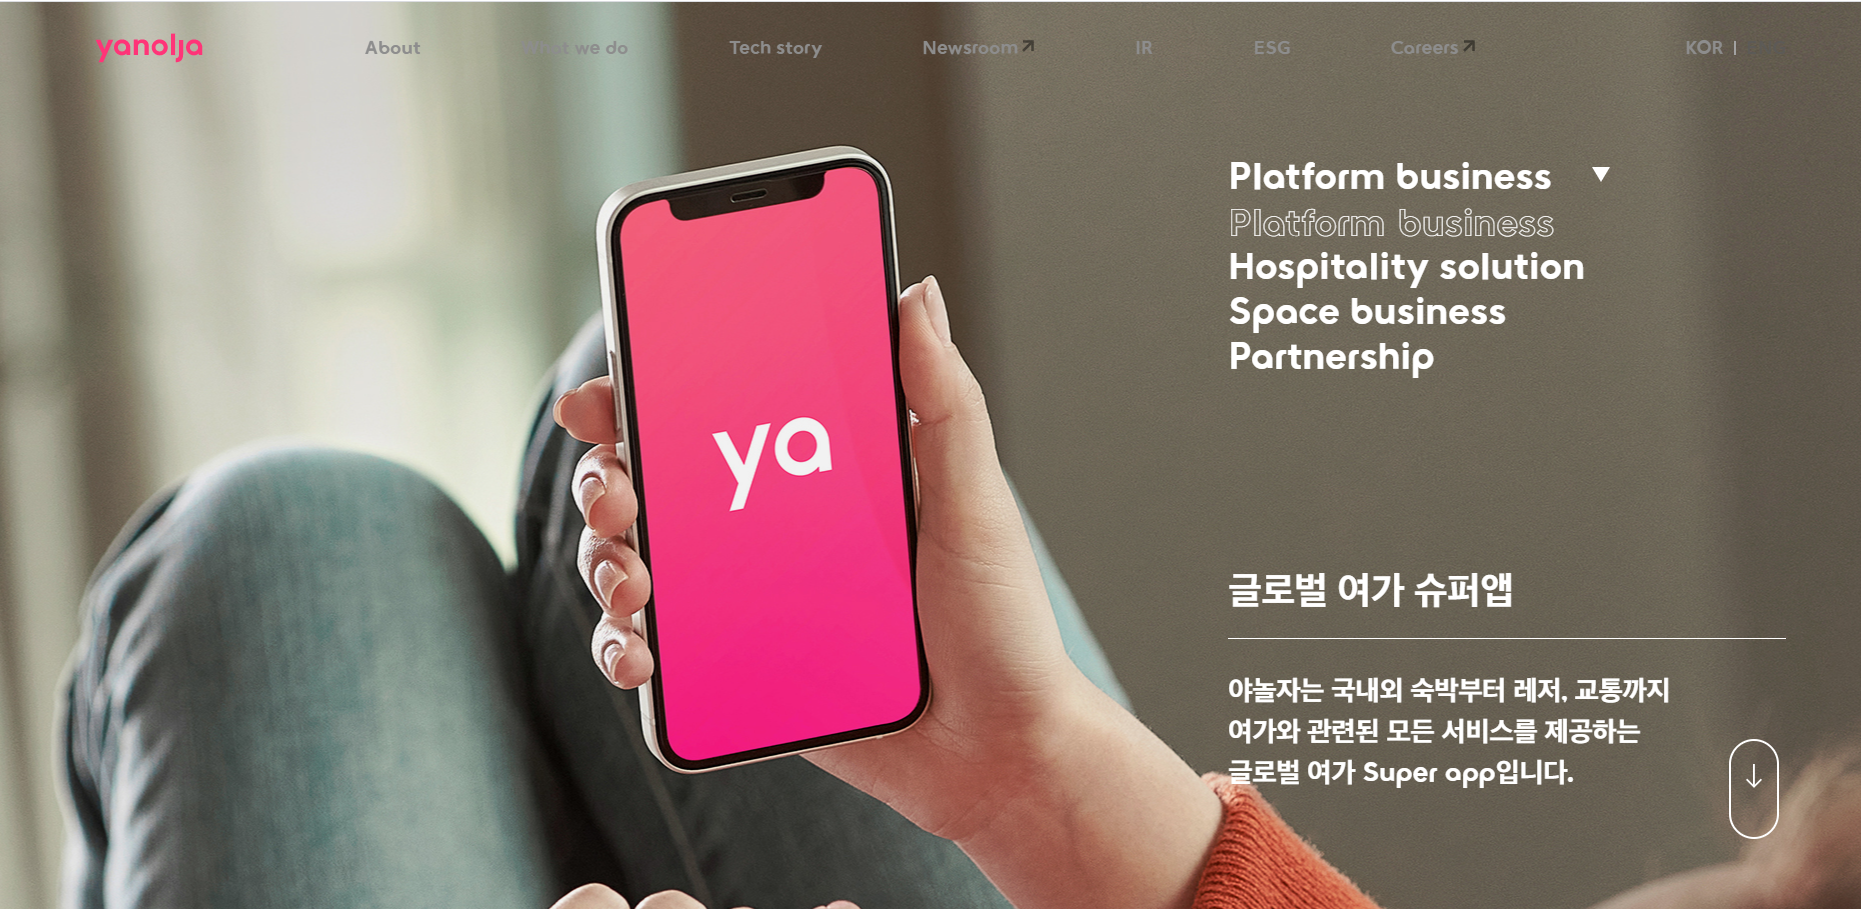 yanolja
About
What we do
Tech story
Newsroom
IR
ESG
Careers
KOR |
Platform business ▼
Platform business
Hospitality solution
Space business
Partnership
ya
글로벌 여가 슈퍼앱
야놀자는 국내외 숙박부터 레저, 교통까지
여가와 관련된 모든 서비스를 제공하는
글로벌 여가 Super app입니다.